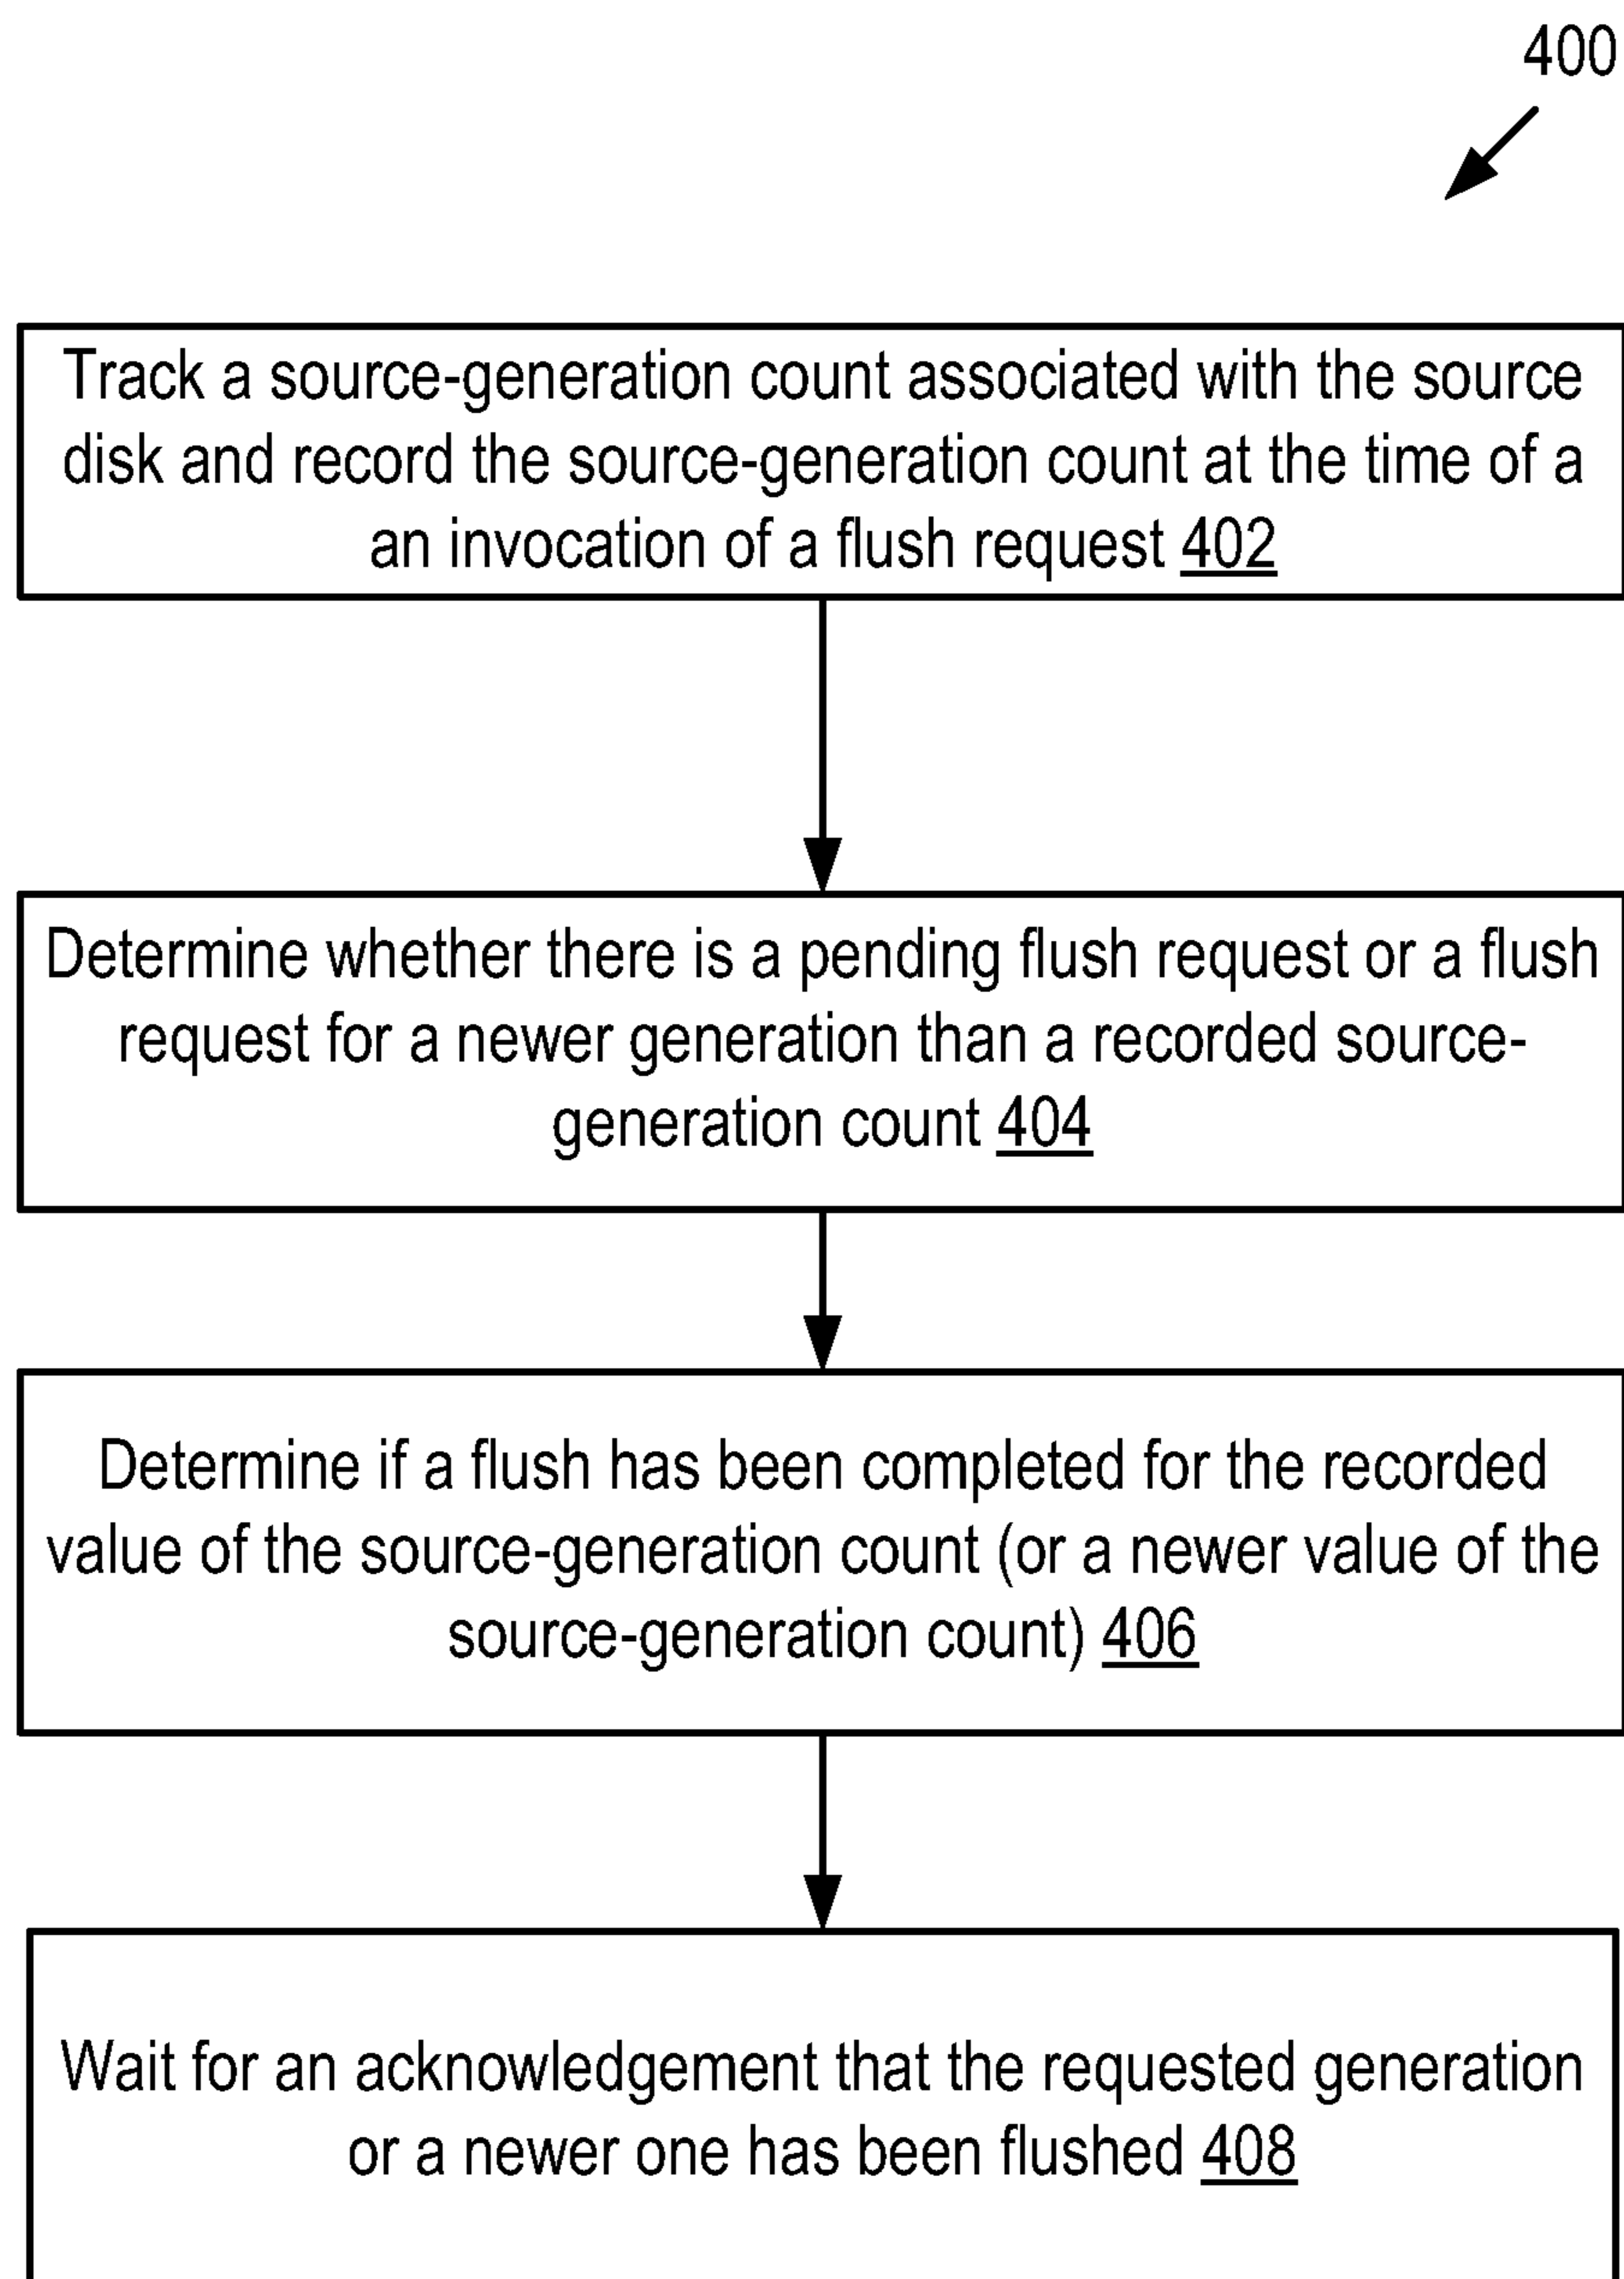 400
Track a source-generation count associated with the source
disk and record the source-generation count at the time of a
an invocation of a flush request 402
Determine whether there is a pending flush request or a flush
request for a newer generation than a recorded source-
generation count 404
Determine if a flush has been completed for the recorded
value of the source-generation count (or a newer value of the
source-generation count) 406
Wait for an acknowledgement that the requested generation
or a newer one has been flushed 408